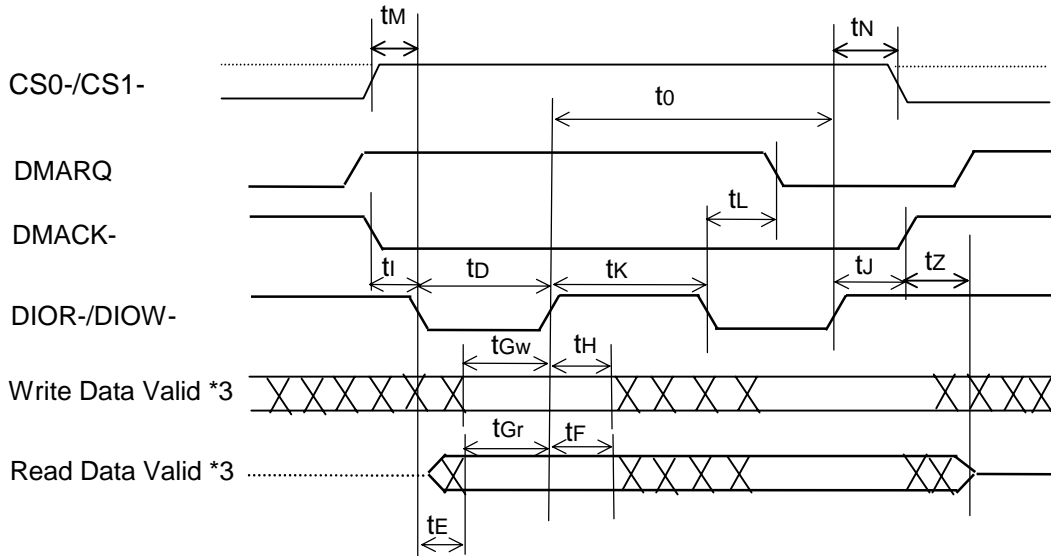 tM
tN
CS0-/CS1-
t0
DMARQ
tL
DMACK-
tI
tD
tK
tJ
tZ
DIOR-/DIOW-
tGw
tH
Write Data Valid *3
tGr
tF
Read Data Valid *3
tE